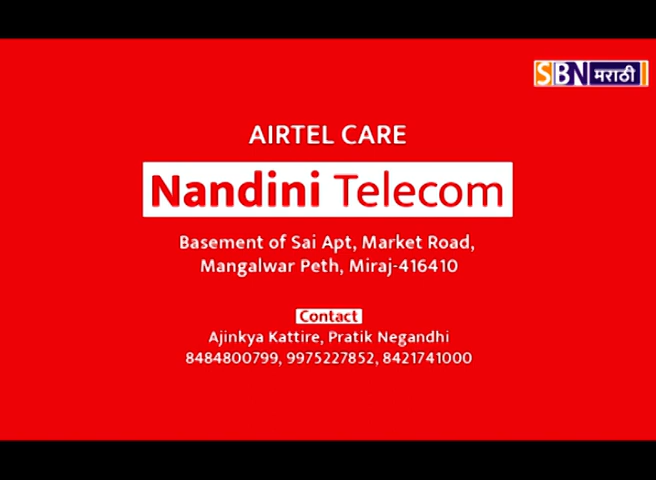 SBN मराठी
AIRTEL CARE
Nandini Telecom
Basement of Sai Apt, Market Road,
Mangalwar Peth, Miraj-416410
Contact
Ajinkya Kattire, Pratik Negandhi
8484800799, 9975227852, 8421741000